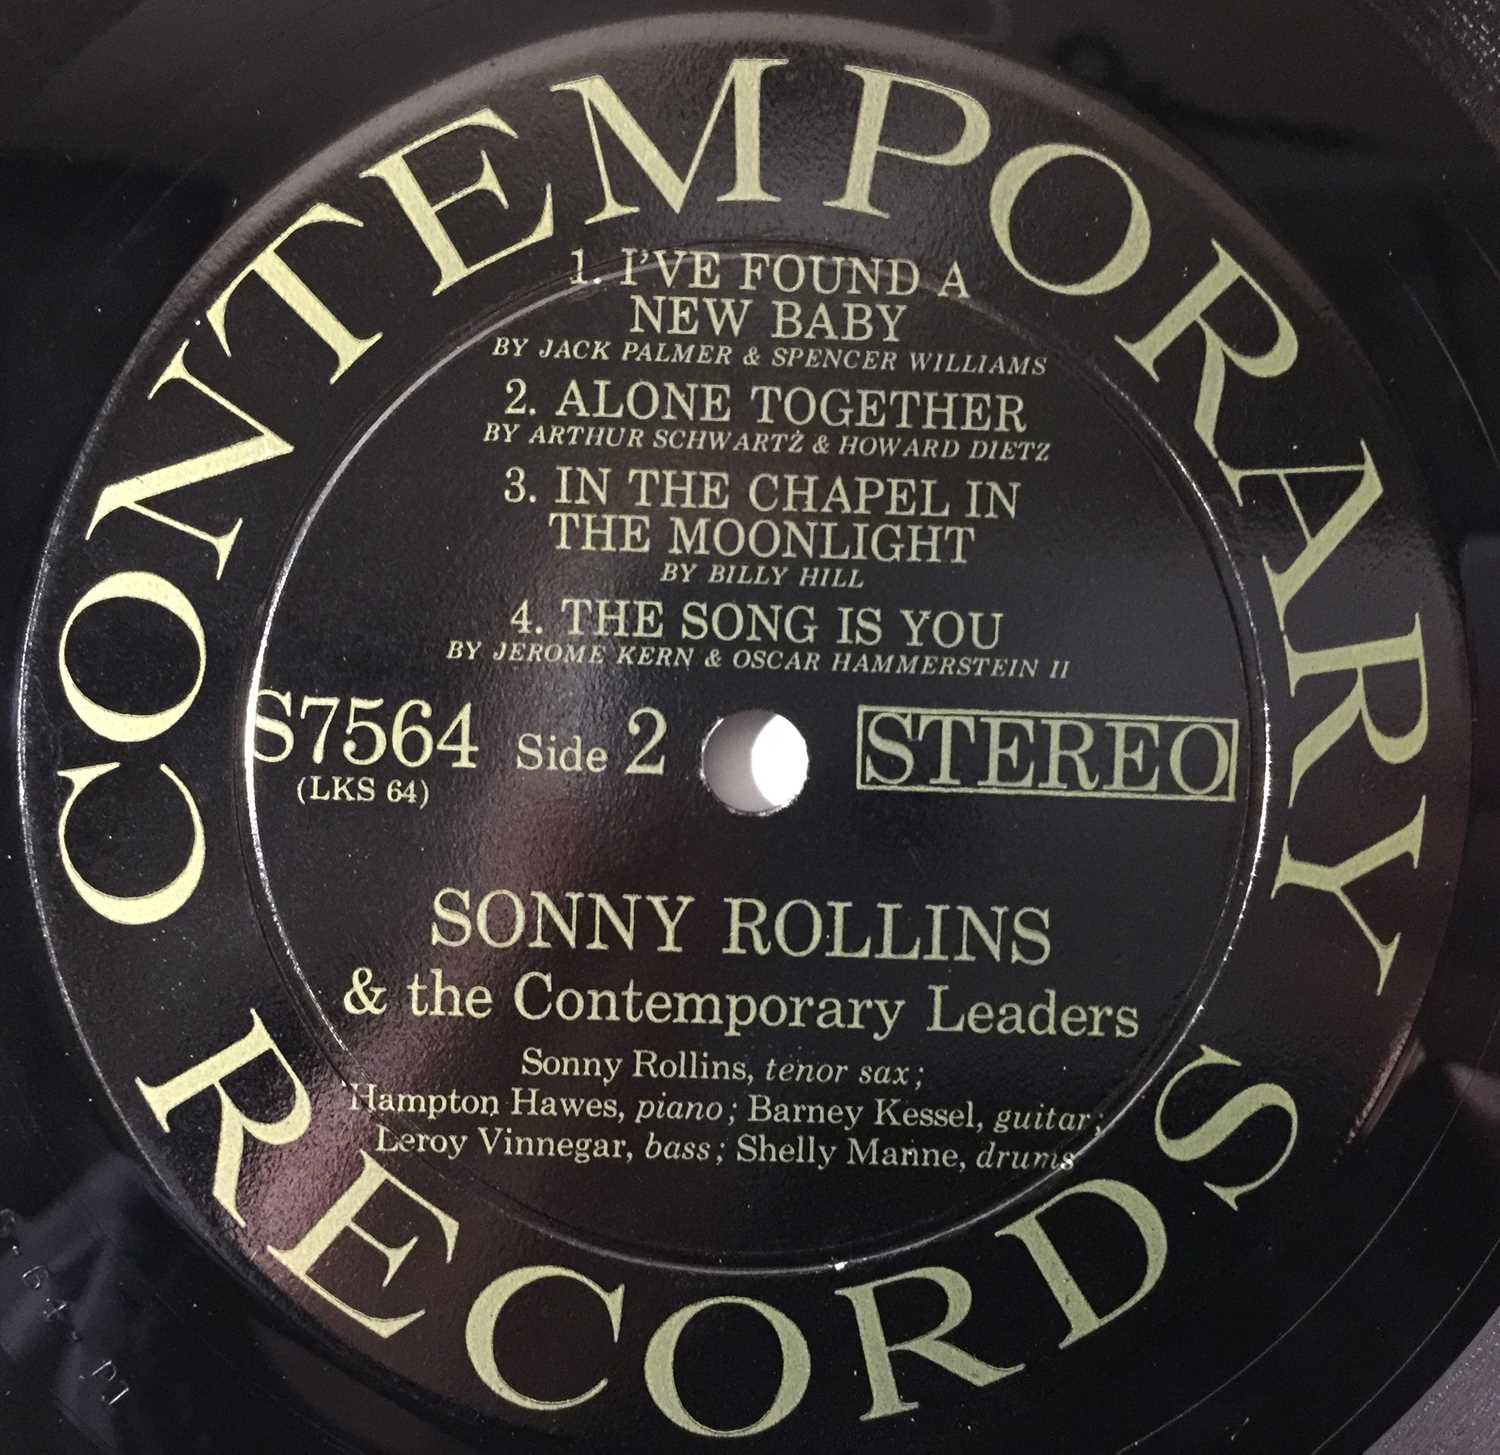 CONTEMPORARY
1. I'VE FOUND A
NEW BABY
BY JACK PALMER & SPENCER WILLIAMS
2. ALONE TOGETHER
BY ARTHUR SCHWARTZ & HOWARD DIETZ
3. IN THE CHAPEL IN
THE MOONLIGHT
BY BILLY HILL
4. THE SONG IS YOU
BY JEROME KERN & OSCAR HAMMERSTEIN II
S7564 Side 2 STEREO
(LKS 64)
SONNY ROLLINS
& the Contemporary Leaders
Sonny Rollins, tenor sax;
Hampton Hawes, piano; Barney Kessel, guitar;
Leroy Vinnegar, bass; Shelly Manne, drums
RECORDS